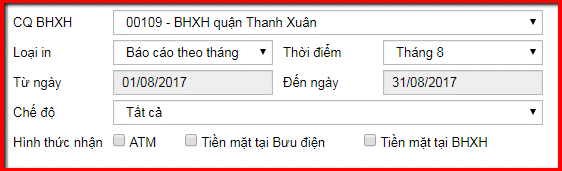 CQ BHXH 00109 - BHXH quận Thanh Xuân
Loại in Báo cáo theo tháng Thời điểm Tháng 8
Từ ngày 01/08/2017 Đến ngày 31/08/2017
Chế độ Tất cả
Hình thức nhận ATM Tiền mặt tại Bưu điện Tiền mặt tại BHXH